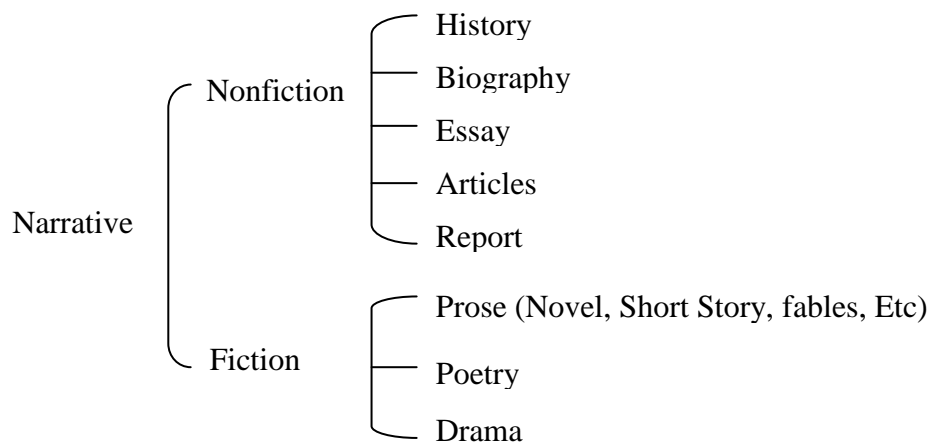 History
Nonfiction
Biography
Essay
Articles
Narrative
Report
Prose (Novel, Short Story, fables, Etc)
Fiction
Poetry
Drama